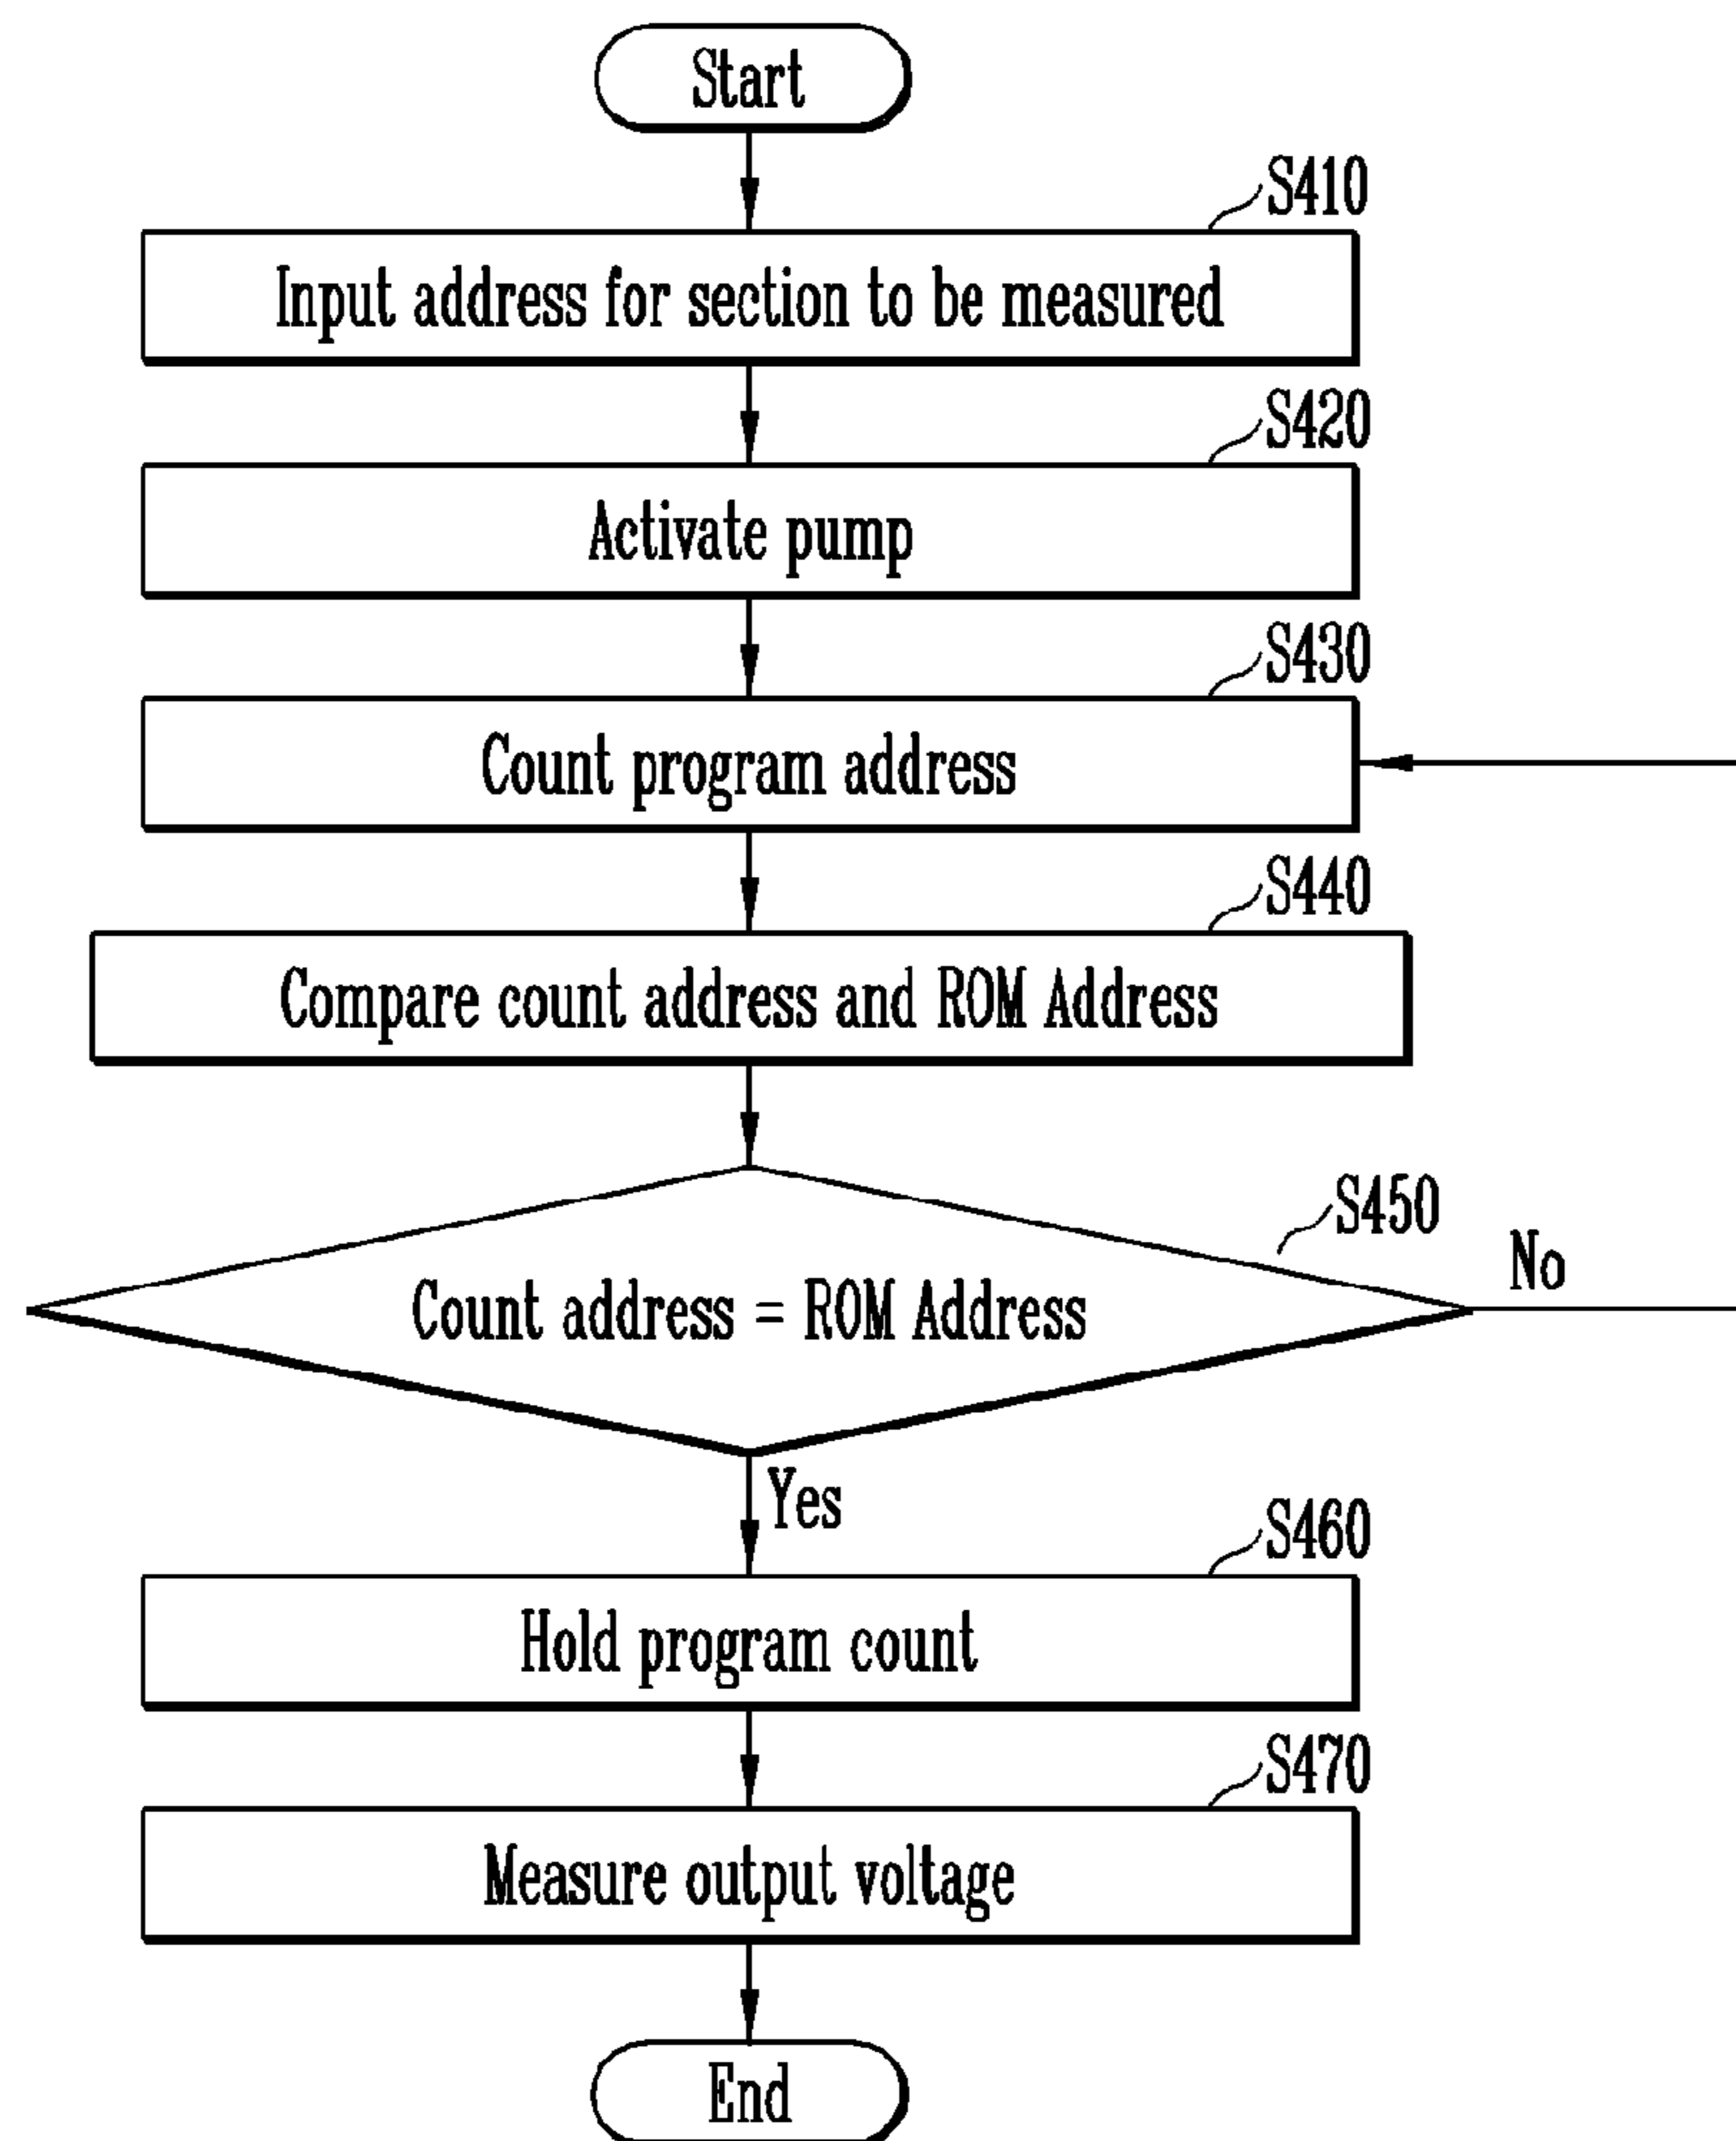 Start
S410
Input address for section to be measured
S420
Activate pump
S430
Count program address
S440
Compare count address and ROM Address
S450
Count address = ROM Address
No
Yes
S460
Hold program count
S470
Measure output voltage
End